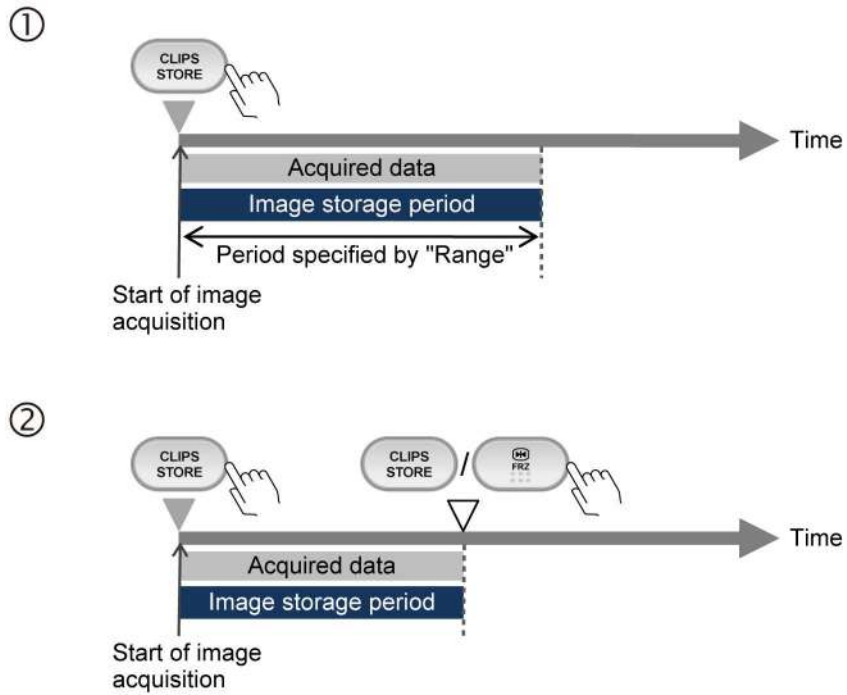 ①
CLIPS
STORE
Time
Acquired data
Image storage period
Period specified by "Range"
Start of image
acquisition
②
CLIPS
STORE
CLIPS
STORE
/
FRZ
Time
Acquired data
Image storage period
Start of image
acquisition